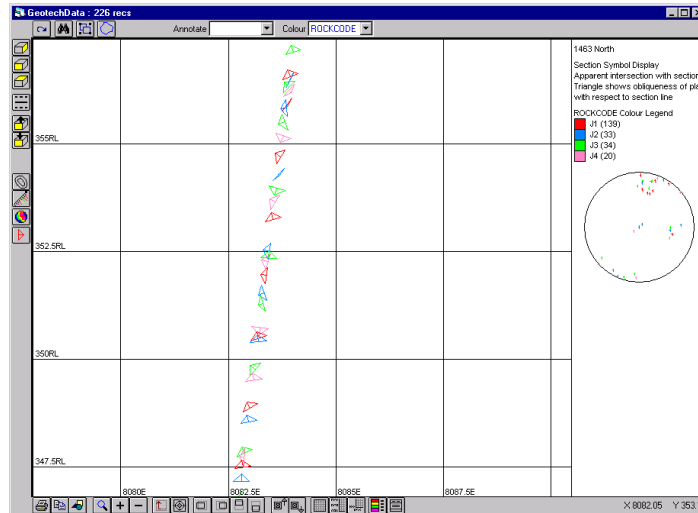 GeotechData : 226 recs
Annotate
Colour ROCKCODE
1463 North
Section Symbol Display
Apparent intersection with section
Triangle shows obliqueness of pla
with respect to section line
ROCKCODE Colour Legend
J1 (139)
J2 (33)
J3 (34)
J4 (20)
355RL
352.5RL
350RL
347.5RL
8080E
8082.5E
8085E
8087.5E
X 8082.05 Y 353.